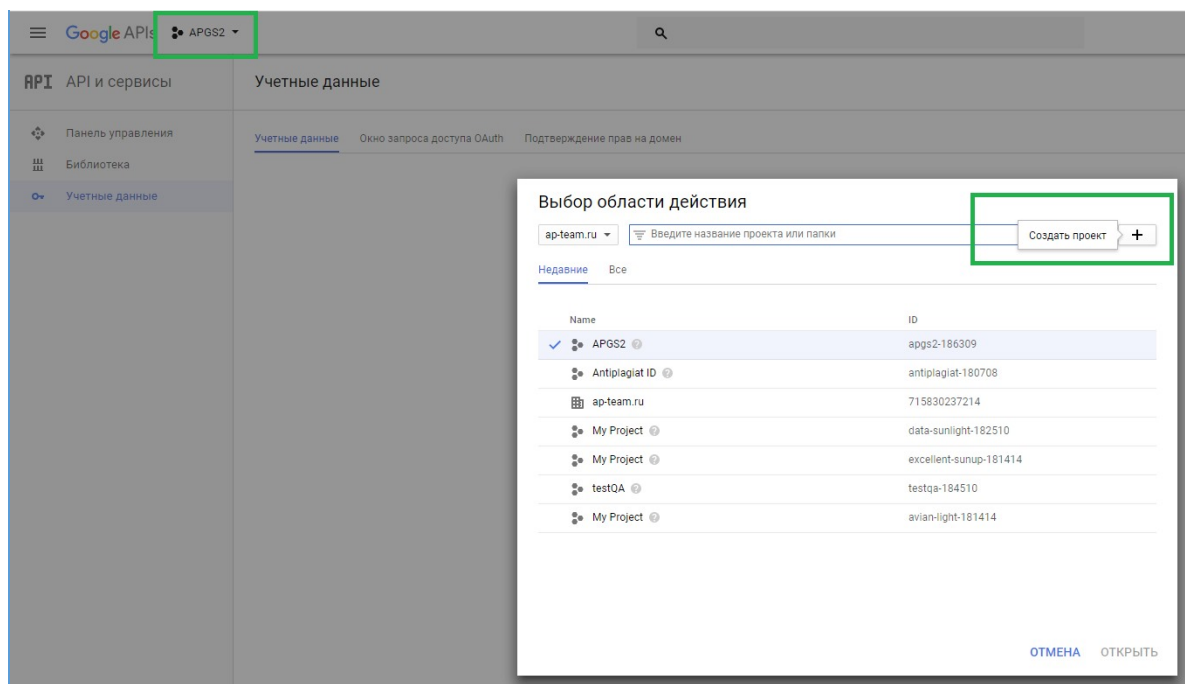 Google APIs APGS2
API API и сервисы
Учетные данные
Панель управления
Библиотека
Учетные данные
Учетные данные Окно запроса доступа OAuth Подтверждение прав на домен
Выбор области действия
ap-team.ru Введите название проекта или папки Создать проект +
Недавние Все
Name ID
APGS2 apgs2-186309
Antiplagiat ID antiplagiat-180708
ap-team.ru 715830237214
My Project data-sunlight-182510
My Project excellent-sunup-181414
testQA testqa-184510
My Project avian-light-181414
ОТМЕНА ОТКРЫТЬ